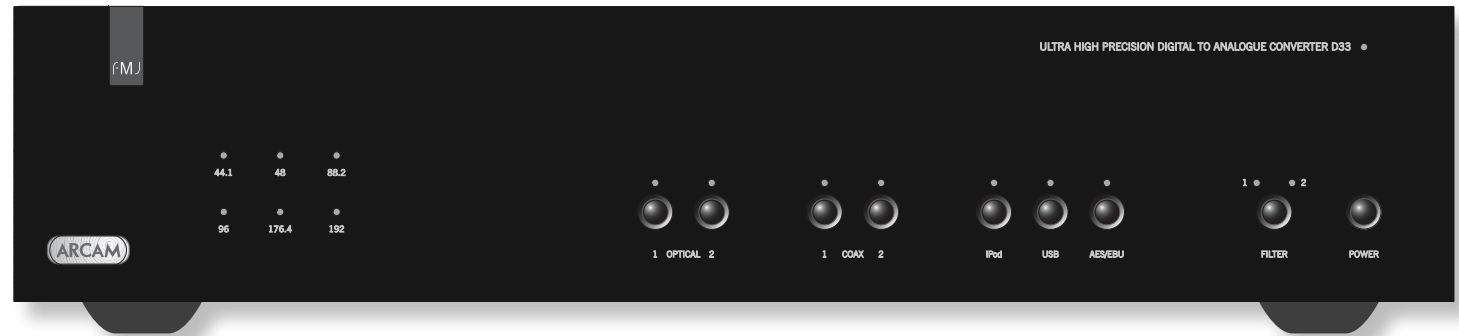 FMJ
ULTRA HIGH PRECISION DIGITAL TO ANALOGUE CONVERTER D33
44.1 48 88.2
1 2
96 176.4 192
ARCAM
1 OPTICAL 2 1 COAX 2 iPod USB AES/EBU FILTER POWER